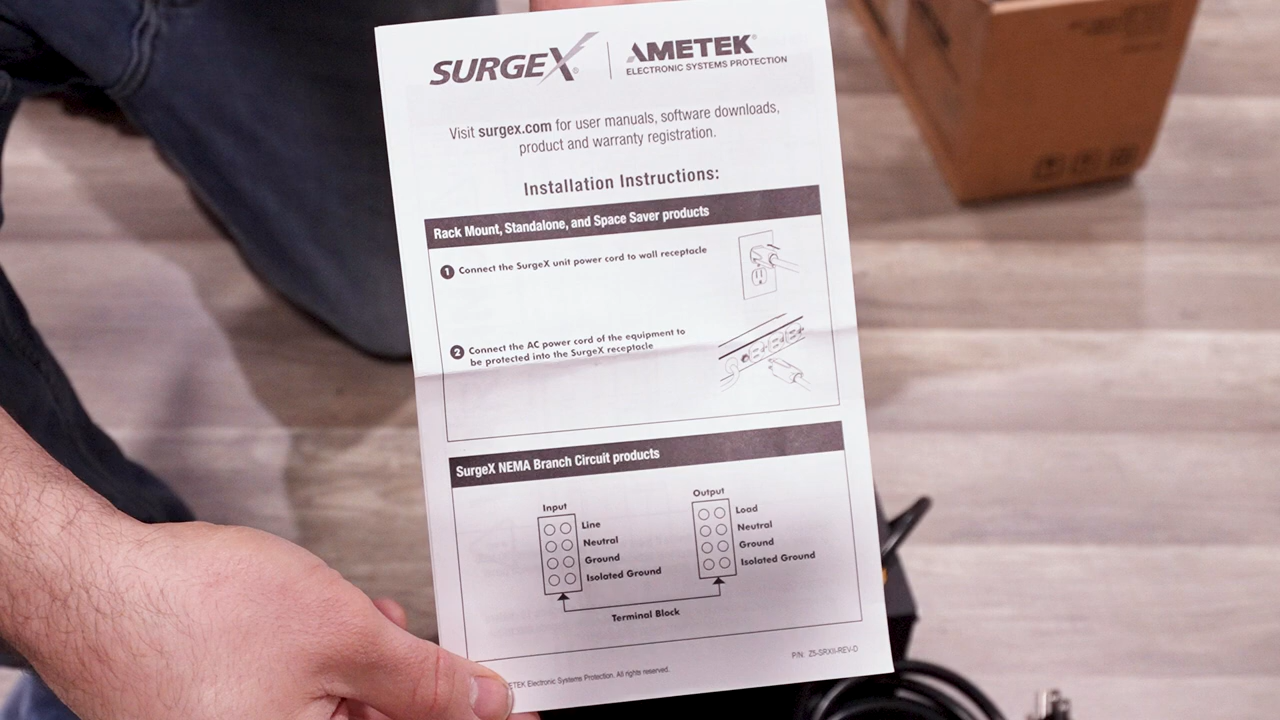 SURGEX® AMETEK®
ELECTRONIC SYSTEMS PROTECTION
Visit surgex.com for user manuals, software downloads,
product and warranty registration.
Installation Instructions:
Rack Mount, Standalone, and Space Saver products
1 Connect the SurgeX unit power cord to wall receptacle
2 Connect the AC power cord of the equipment to
be protected into the SurgeX receptacle
SurgeX NEMA Branch Circuit products
Input
Line
Neutral
Ground
Isolated Ground
Output
Load
Neutral
Ground
Isolated Ground
Terminal Block
P/N: Z5-SRXII-REV-D
TEK Electronic Systems Protection. All rights reserved.